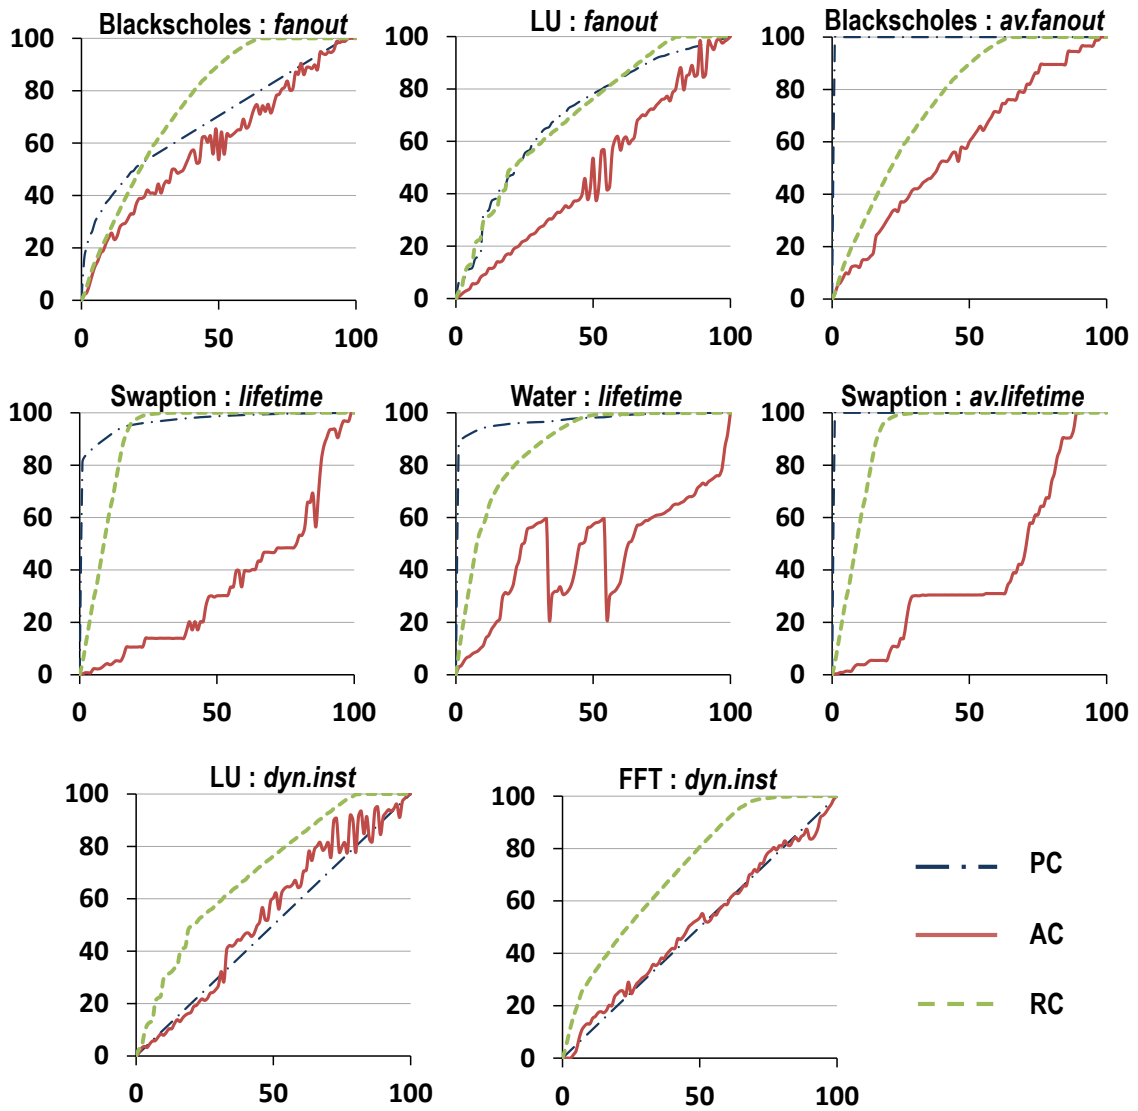 Blackscholes : fanout
100
80
60
40
20
0
0 50 100
LU : fanout
100
80
60
40
20
0
0 50 100
Blackscholes : av.fanout
100
80
60
40
20
0
0 50 100
Swaption : lifetime
100
80
60
40
20
0
0 50 100
Water : lifetime
100
80
60
40
20
0
0 50 100
Swaption : av.lifetime
100
80
60
40
20
0
0 50 100
LU : dyn.inst
100
80
60
40
20
0
0 50 100
FFT : dyn.inst
100
80
60
40
20
0
0 50 100
PC
AC
RC